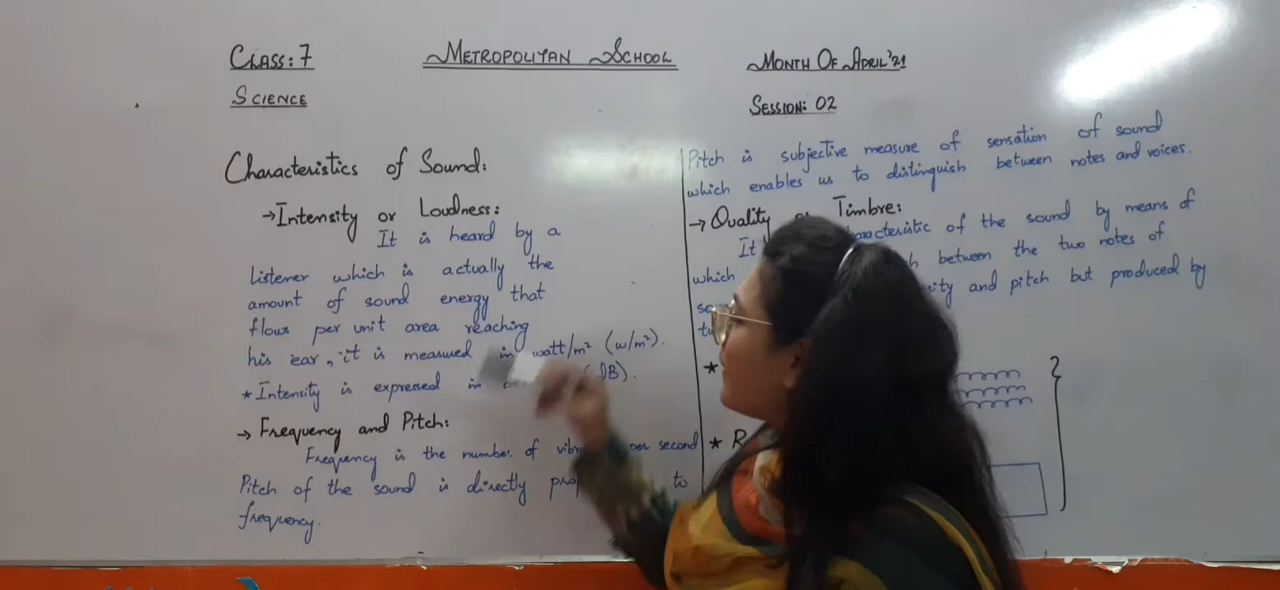 CLASS: 7
METROPOLITAN SCHOOL
MONTH OF APRIL'21
SCIENCE
SESSION: 02
Characteristics of Sound:
→ Intensity or Loudness:
It is heard by a
listener which is actually the
amount of sound energy that
flows per unit area reaching
his ear, it is measured in watt/m² (w/m²).
* Intensity is expressed in (dB).
→ Frequency and Pitch:
Frequency is the number of per second
Pitch of the sound is directly to
frequency.
Pitch is subjective measure of sensation of sound
which enables us to distinguish between notes and voices.
→ Quality Timbre:
It of the sound by means of
which between the two notes of
and pitch but produced by
*
*